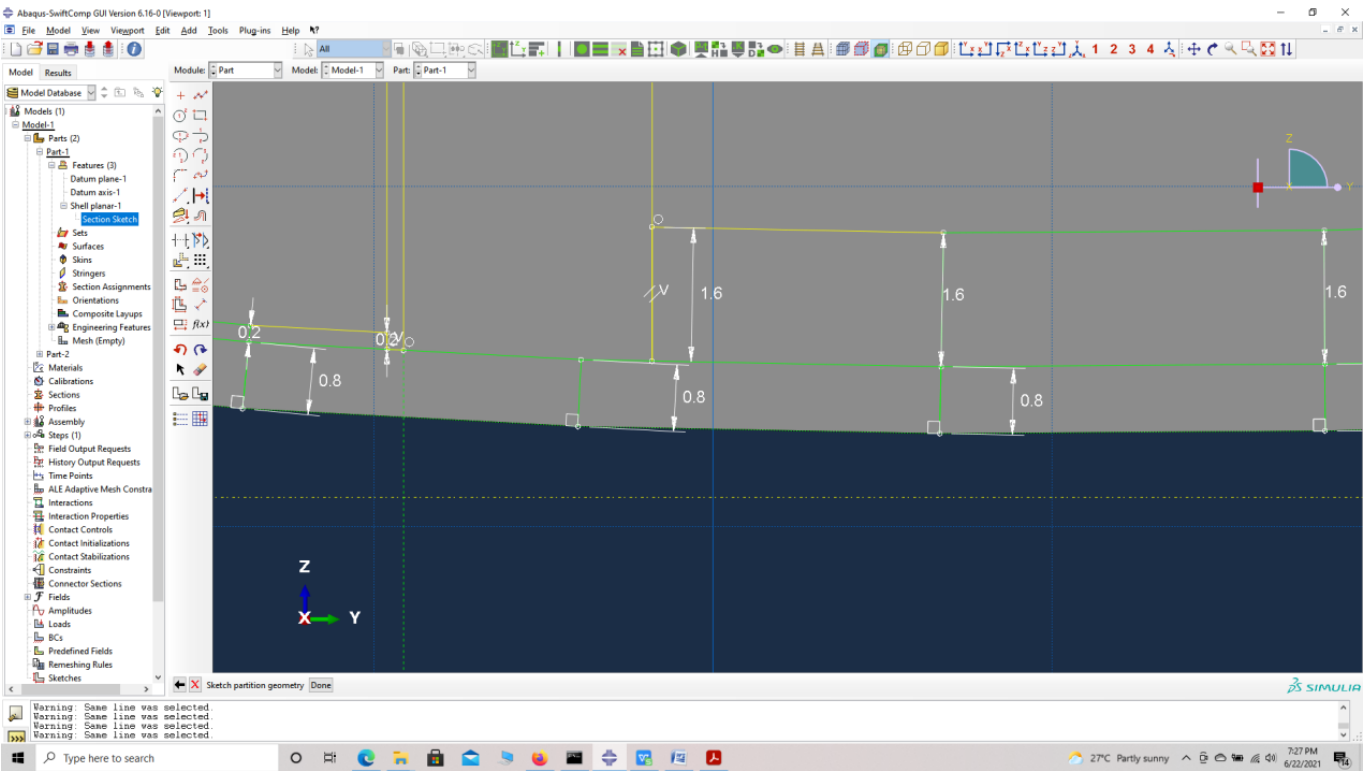 Abaqus-SwiftComp GUI Version 6.16-0 [Viewport: 1]
File Model View Viewport Edit Add Tools Plug-ins Help
All
1 2 3 4
Model Results
Module: Part Model: Model-1 Part: Part-1
Model Database
Models (1)
Model-1
Parts (2)
Part-1
Features (3)
Datum plane-1
Datum axis-1
Shell planar-1
Section Sketch
Sets
Surfaces
Skins
Stringers
Section Assignments
Orientations
Composite Layups
Engineering Features
Mesh (Empty)
Part-2
Materials
Calibrations
Sections
Profiles
Assembly
Steps (1)
Field Output Requests
History Output Requests
Time Points
ALE Adaptive Mesh Constra
Interactions
Interaction Properties
Contact Controls
Contact Initializations
Contact Stabilizations
Constraints
Connector Sections
Fields
Amplitudes
Loads
BCs
Predefined Fields
Remeshing Rules
Sketches
f(x)
Z
X Y
V
1.6
1.6
1.6
0.2
0.2
V
0.8
0.8
0.8
Z
X Y
Sketch partition geometry Done
SIMULIA
Warning: Same line was selected.
Warning: Same line was selected.
Warning: Same line was selected.
Warning: Same line was selected.
>>>
Type here to search
27°C Partly sunny
7:27 PM
6/22/2021